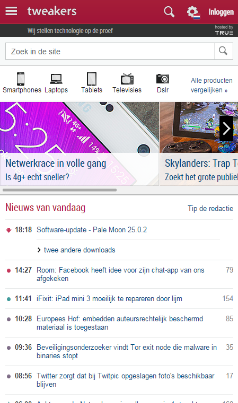 tweakers
Inloggen
Wij stellen technologie op de proef
hosted by
TRUE
Zoek in de site
Smartphones
Laptops
Tablets
Televisies
Dslr
Alle producten
vergelijken
Netwerkrace in volle gang
Is 4g+ echt sneller?
Skylanders: Trap T
Zoekt het grote publiel
Nieuws van vandaag
Tip de redactie
18:18 Software-update - Pale Moon 25.0.2
twee andere downloads
14:27 Room: Facebook heeft idee voor zijn chat-app van ons 79
afgekeken
11:41 iFixit: iPad mini 3 moeilijk te repareren door lijm 154
10:28 Europees Hof: embedden auteursrechtelijk beschermd 85
materiaal is toegestaan
09:36 Beveiligingsonderzoeker vindt Tor exit node die malware in 35
binaries stopt
08:56 Twitter zorgt dat bij Twitpic opgeslagen foto's beschikbaar 17
blijven